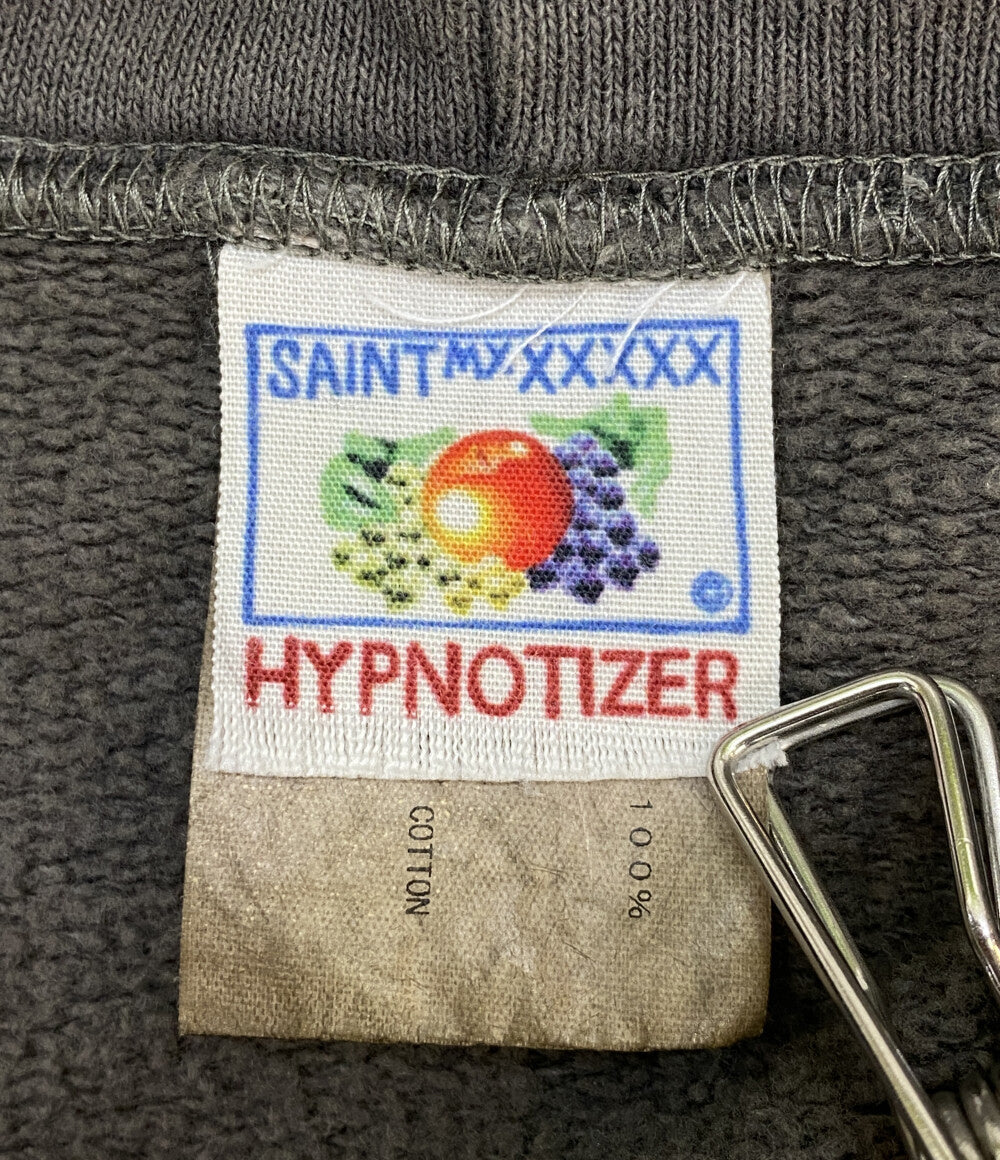 SAINT MXXXXXX
©
HYPNOTIZER
100%
COTTON